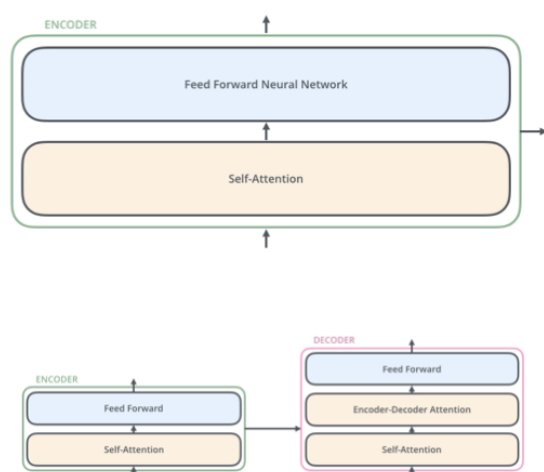 ENCODER
Feed Forward Neural Network
Self-Attention
DECODER
Feed Forward
ENCODER
Feed Forward
Encoder-Decoder Attention
Self-Attention
Self-Attention